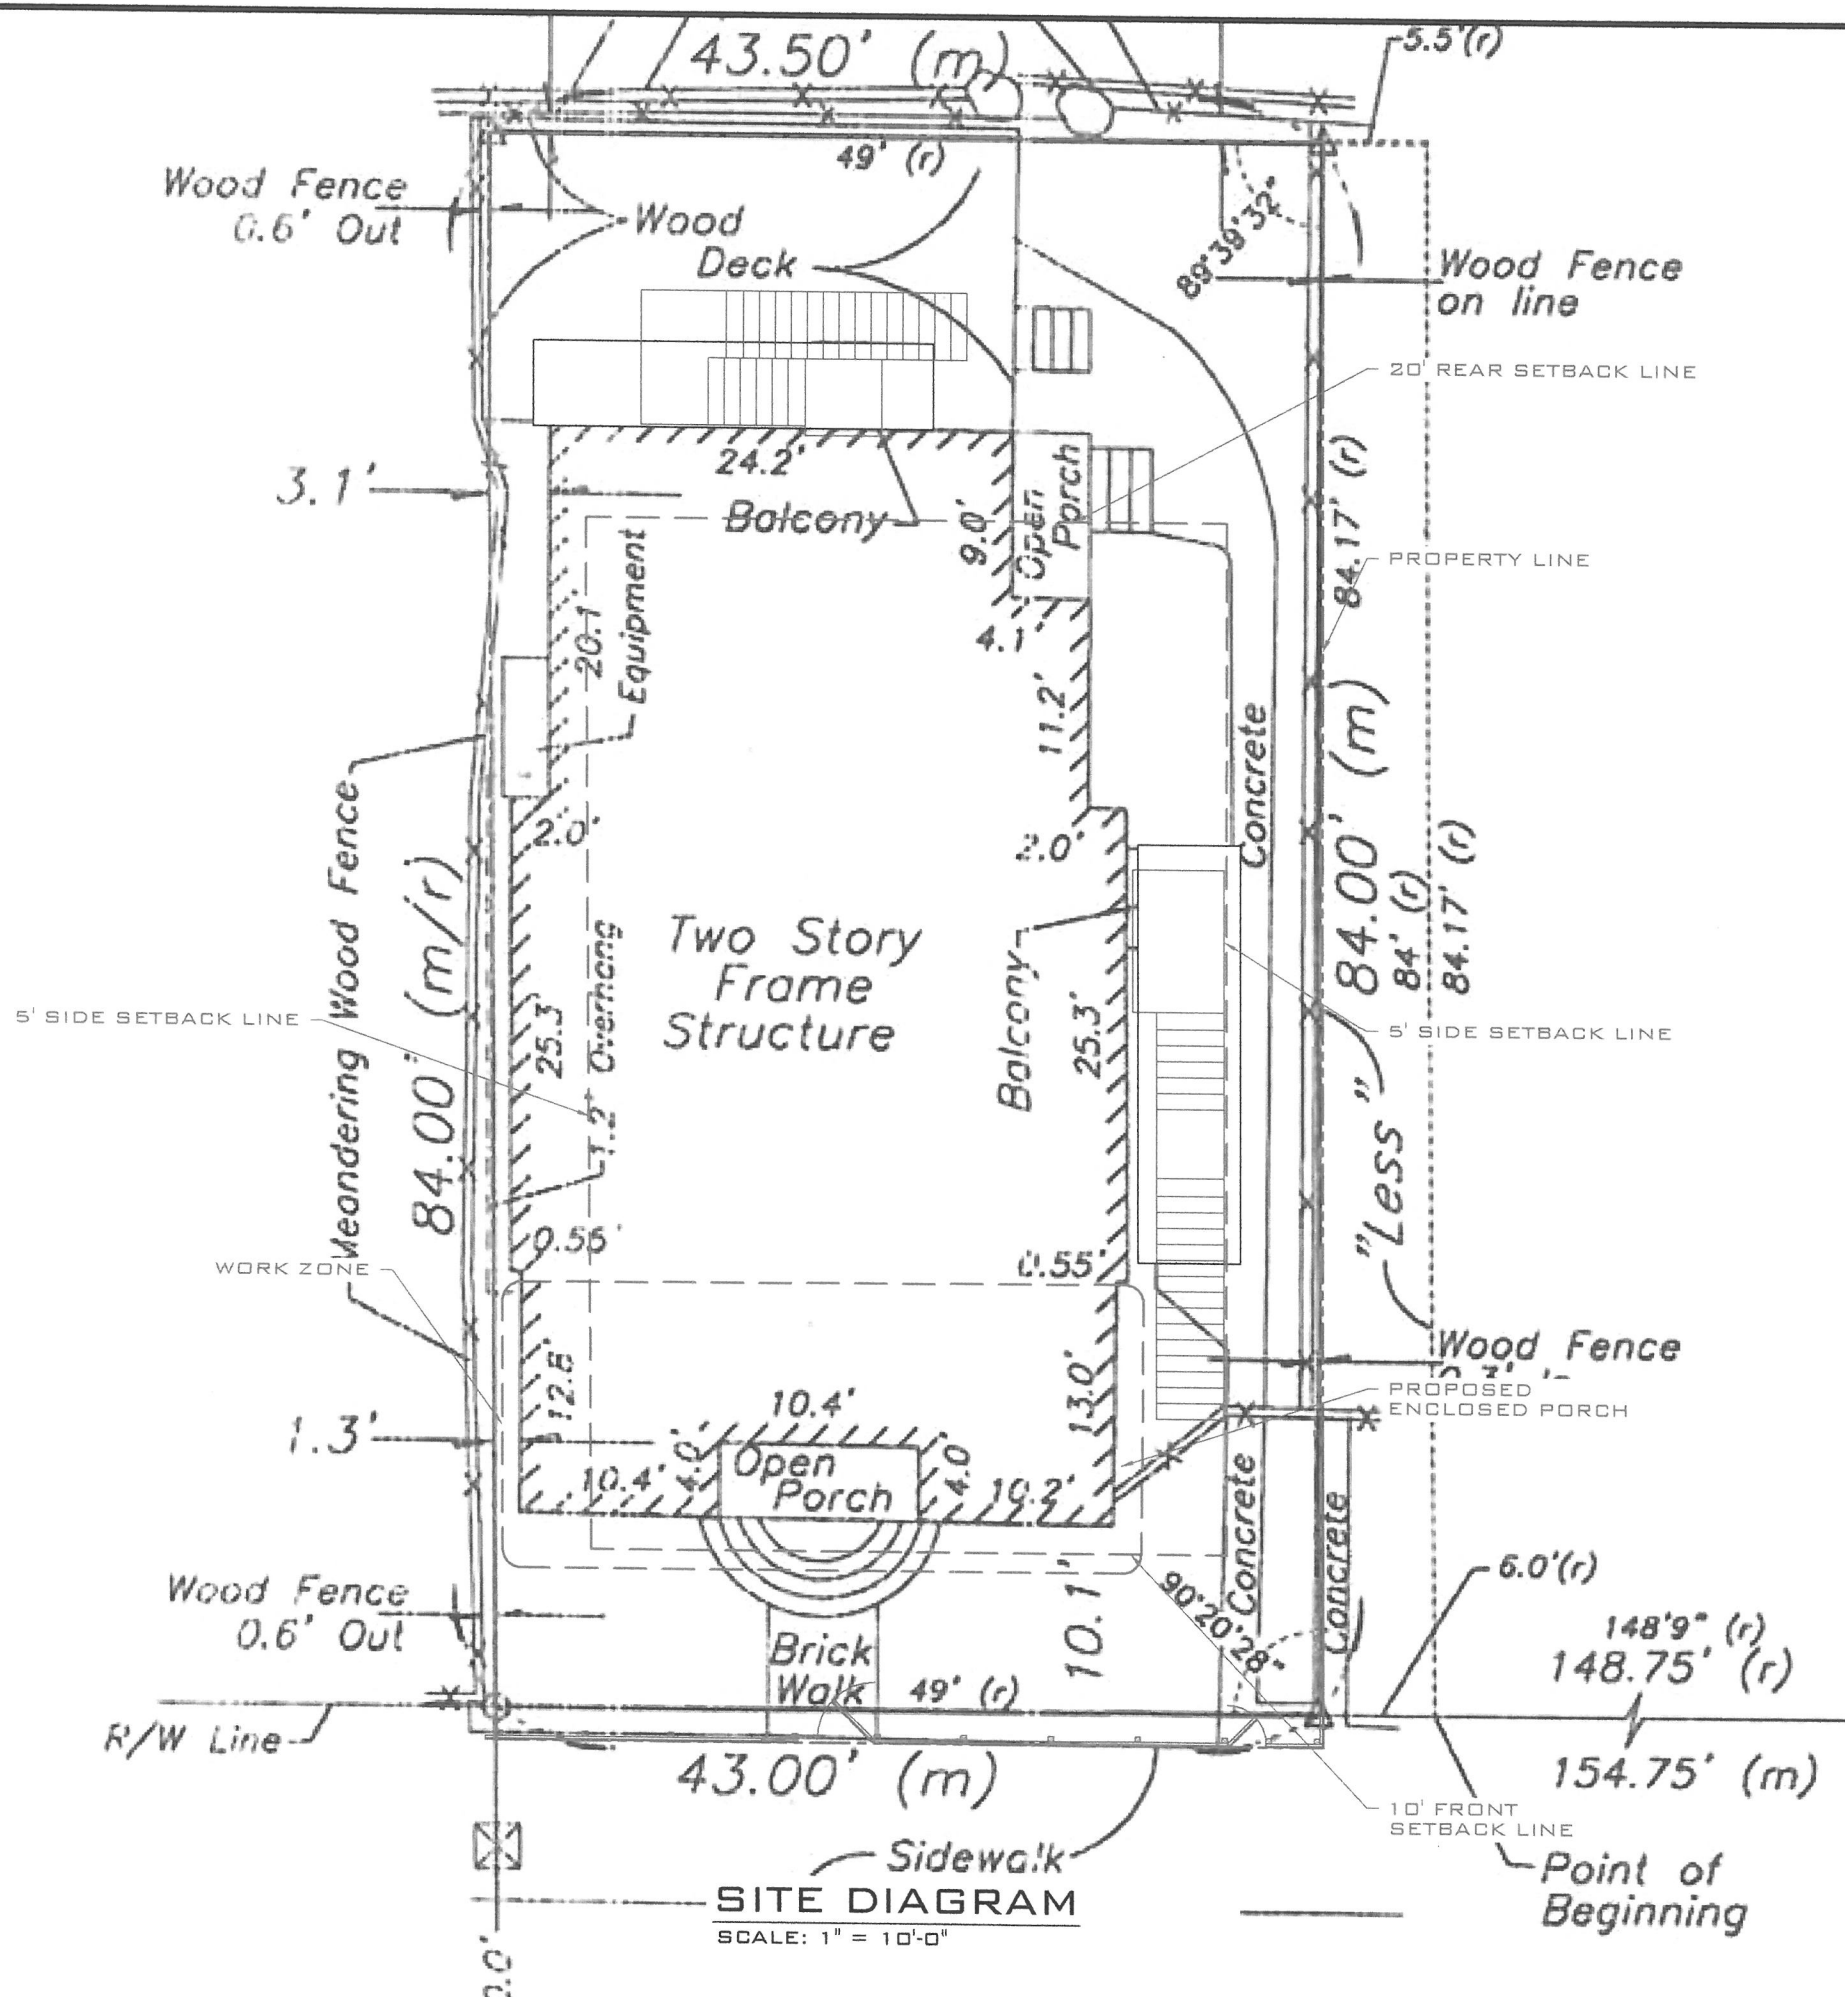 43.50' (m)
5.5'(r)
49' (r)
Wood Fence
0.6' Out
Wood
Deck
89°39'32"
Wood Fence
on line
20' REAR SETBACK LINE
24.2'
3.1'
Balcony
9.0'
Open
Porch
84.17' (r)
PROPERTY LINE
20.1'
Equipment
4.1'
11.2'
Concrete
2.0'
2.0'
Meandering Wood Fence
84.00' (m/r)
Two Story
Frame
Structure
84.00' (m)
84' (r)
84.17' (r)
5' SIDE SETBACK LINE
25.3'
1.2' Overhang
Balcony
25.3'
5' SIDE SETBACK LINE
"Less"
0.55'
0.55'
WORK ZONE
Wood Fence
PROPOSED
ENCLOSED PORCH
12.8'
13.0'
10.4'
1.3'
10.4'
4.0'
Open
Porch
4.0
10.2'
Concrete
Concrete
Wood Fence
0.6' Out
10.1'
90°20'28"
6.0'(r)
148'9" (r)
148.75' (r)
Brick
Walk
49' (r)
R/W Line
43.00' (m)
154.75' (m)
10' FRONT
SETBACK LINE
Sidewalk
Point of
Beginning
SITE DIAGRAM
SCALE: 1" = 10'-0"